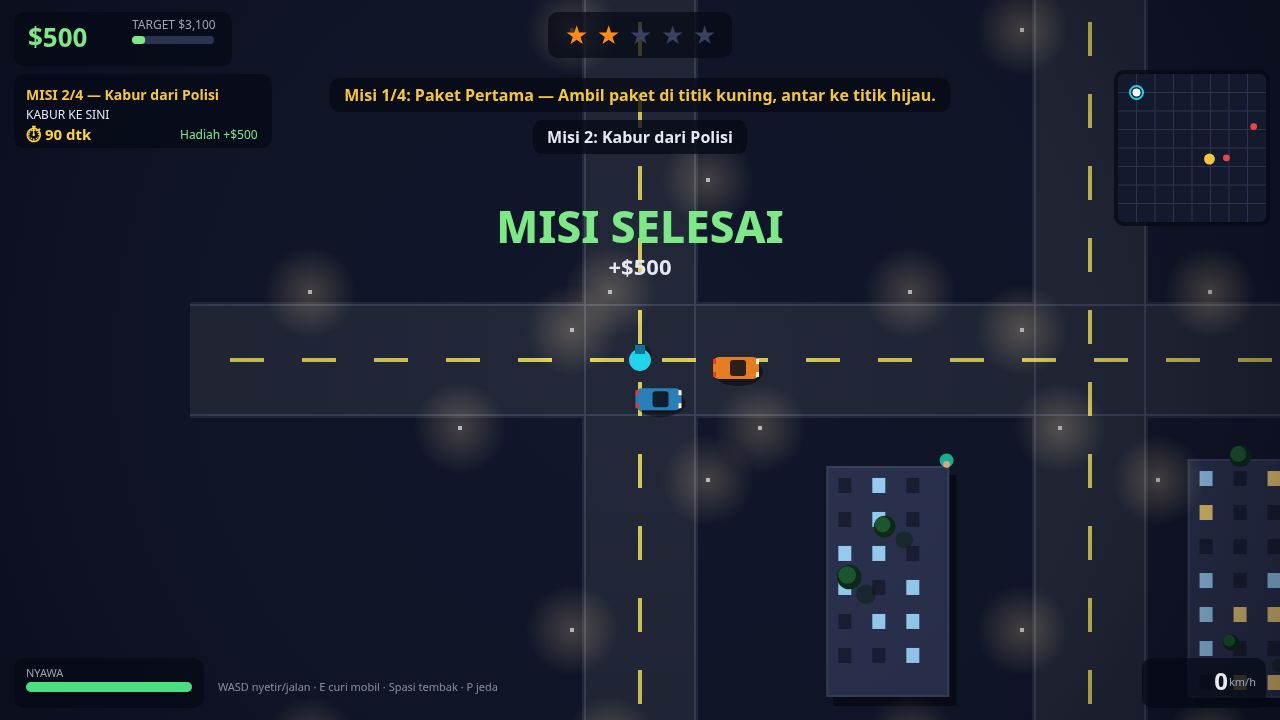 $500
TARGET $3,100
★ ★ ★ ★ ★
MISI 2/4 — Kabur dari Polisi
KABUR KE SINI
⏱ 90 dtk
Hadiah +$500
Misi 1/4: Paket Pertama — Ambil paket di titik kuning, antar ke titik hijau.
Misi 2: Kabur dari Polisi
MISI SELESAI
+$500
NYAWA
WASD nyetir/jalan · E curi mobil · Spasi tembak · P jeda
0 km/h